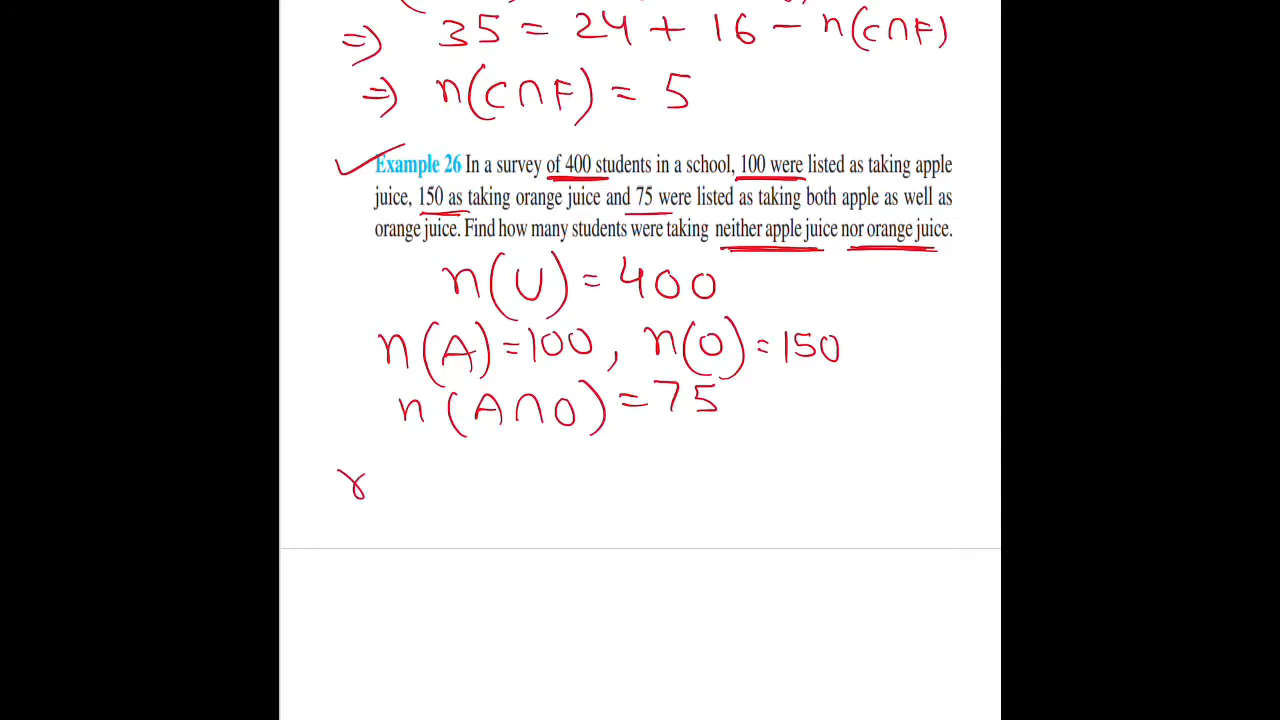 ⇒ 35 = 24 + 16 − n(C∩F)
⇒ n(C∩F) = 5
Example 26 In a survey of 400 students in a school, 100 were listed as taking apple
juice, 150 as taking orange juice and 75 were listed as taking both apple as well as
orange juice. Find how many students were taking neither apple juice nor orange juice.
n(U) = 400
n(A) = 100, n(O) = 150
n(A∩O) = 75